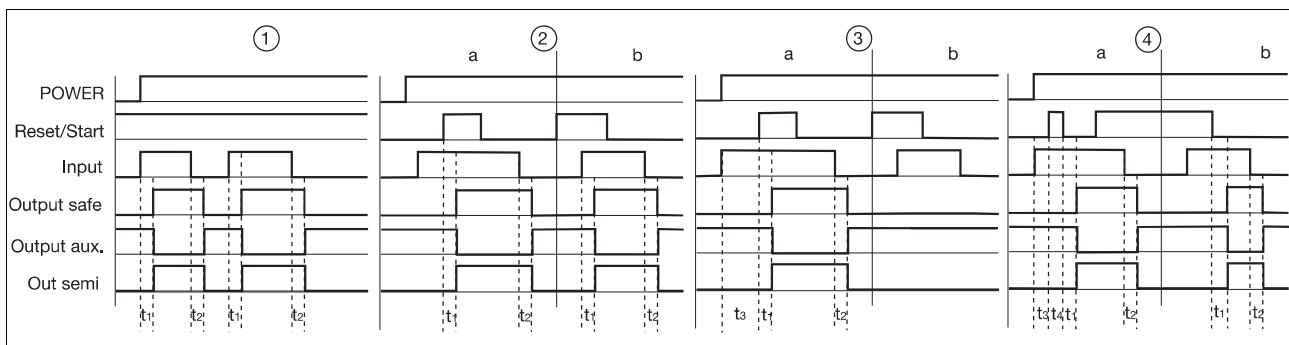 ① ② ③ ④
a b a b a b
POWER
Reset/Start
Input
Output safe
Output aux.
Out semi
t1 t2 t1 t2 t1 t2 t1 t2 t3 t1 t2 t3 t4 t1 t2 t1 t2